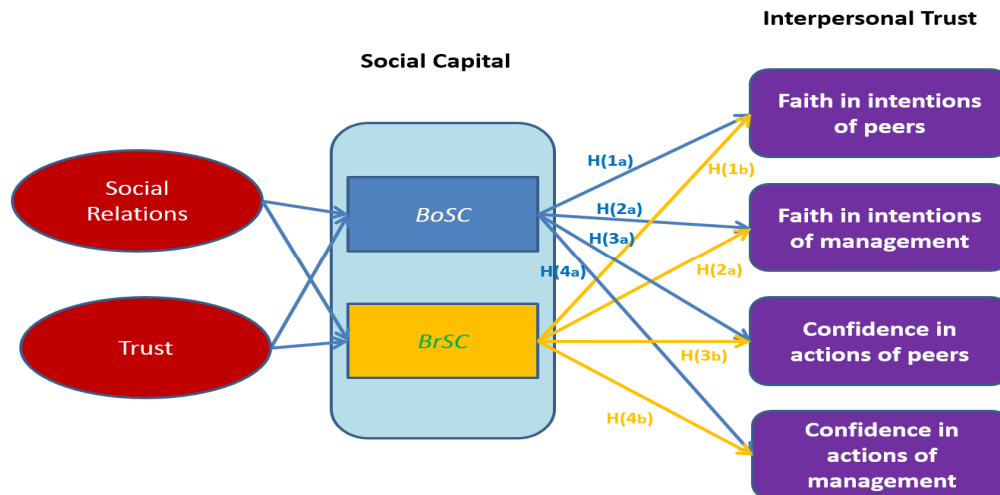 Interpersonal Trust
Social Capital
Social
Relations
Trust
BoSC
BrSC
H(1a)
H(1b)
H(2a)
H(3a)
H(4a)
H(2a)
H(3b)
H(4b)
Faith in intentions
of peers
Faith in intentions
of management
Confidence in
actions of peers
Confidence in
actions of
management